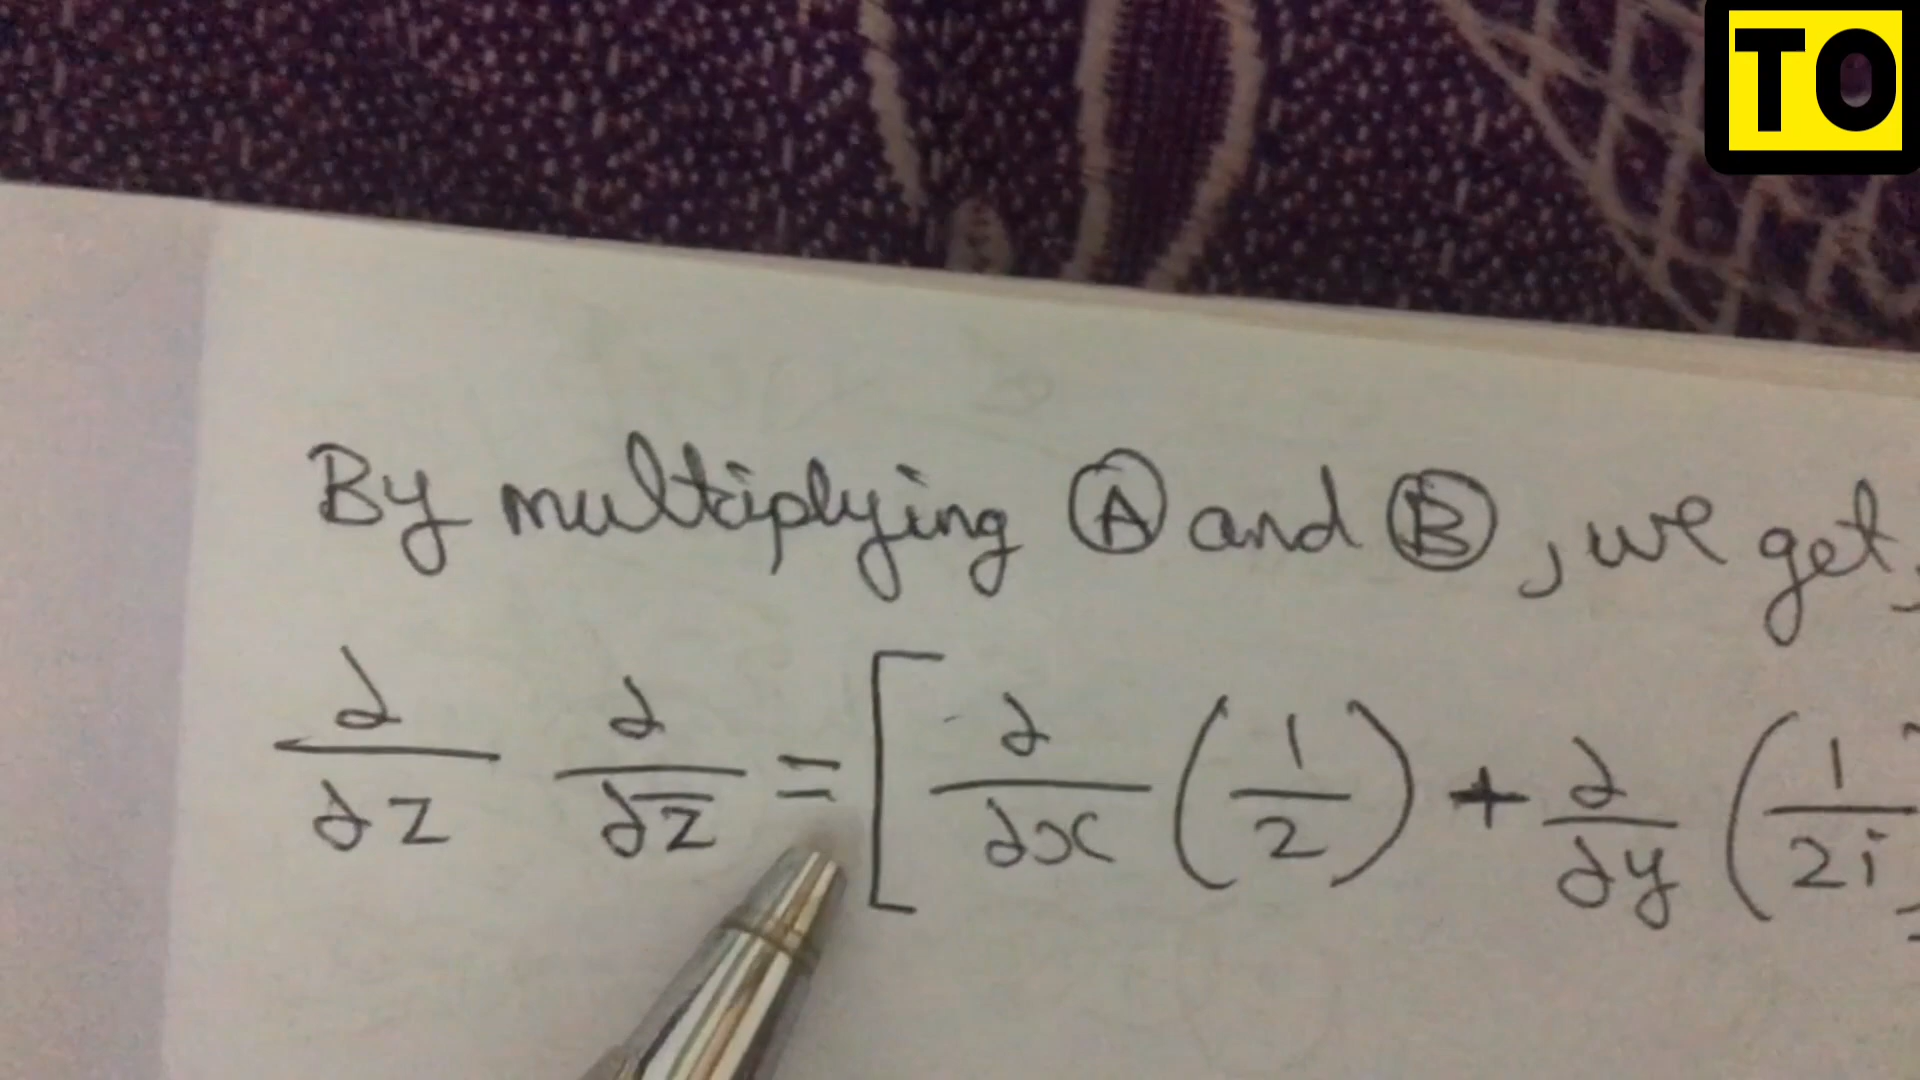 TO
By multiplying Ⓐ and Ⓑ, we get,
∂/∂z ∂/∂z̅ = [ ∂/∂x (1/2) + ∂/∂y (1/2i